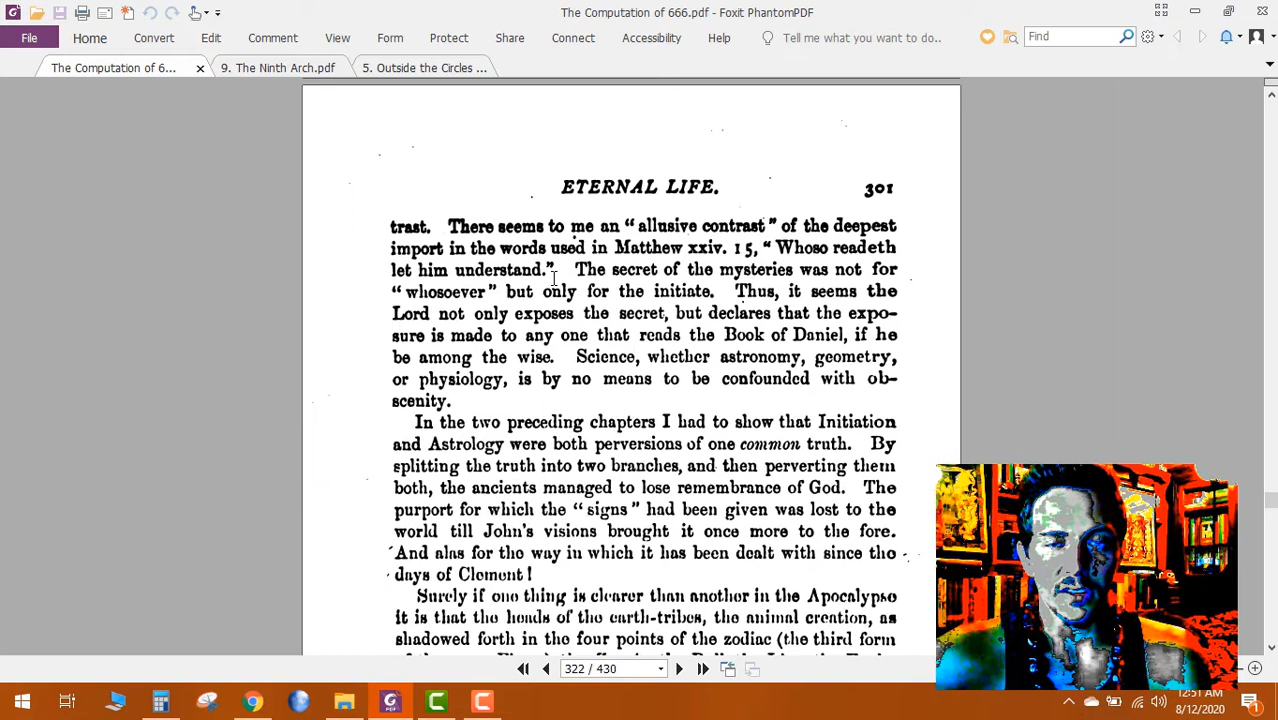 The Computation of 666.pdf - Foxit PhantomPDF
File Home Convert Edit Comment View Form Protect Share Connect Accessibility Help Tell me what you want to do.. Find
The Computation of 6... 9. The Ninth Arch.pdf 5. Outside the Circles ...
ETERNAL LIFE. 301
trast. There seems to me an "allusive contrast" of the deepest
import in the words used in Matthew xxiv. 15, "Whoso readeth
let him understand." The secret of the mysteries was not for
"whosoever" but only for the initiate. Thus, it seems the
Lord not only exposes the secret, but declares that the expo-
sure is made to any one that reads the Book of Daniel, if he
be among the wise. Science, whether astronomy, geometry,
or physiology, is by no means to be confounded with ob-
scenity.
In the two preceding chapters I had to show that Initiation
and Astrology were both perversions of one common truth. By
splitting the truth into two branches, and then perverting them
both, the ancients managed to lose remembrance of God. The
purport for which the "signs" had been given was lost to the
world till John's visions brought it once more to the fore.
And alas for the way in which it has been dealt with since the
days of Clement!
Surely if one thing is clearer than another in the Apocalypse
it is that the heads of the earth-tribes, the animal creation, as
shadowed forth in the four points of the zodiac (the third form
322 / 430
12:51 AM
8/12/2020